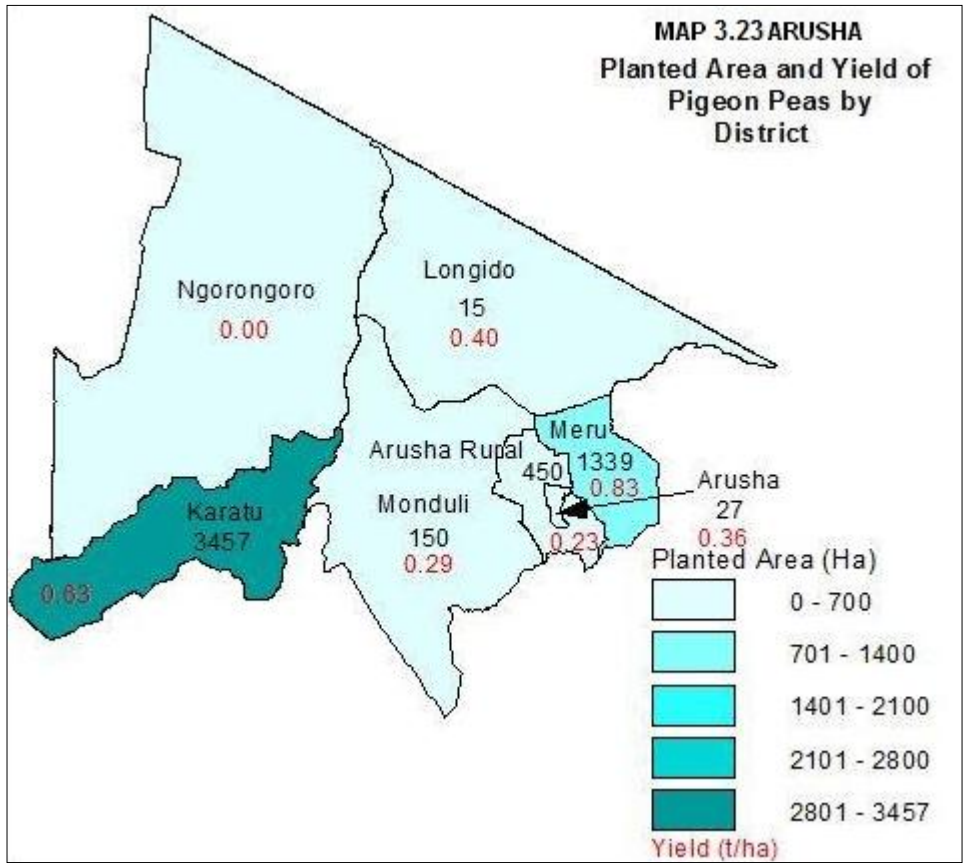 MAP 3.23 ARUSHA
Planted Area and Yield of
Pigeon Peas by
District
Ngorongoro
0.00
Longido
15
0.40
Meru
1339
0.83
Arusha Rural
450
0.23
Monduli
150
0.29
Arusha
27
0.36
Karatu
3457
0.63
Planted Area (Ha)
0 - 700
701 - 1400
1401 - 2100
2101 - 2800
2801 - 3457
Yield (t/ha)